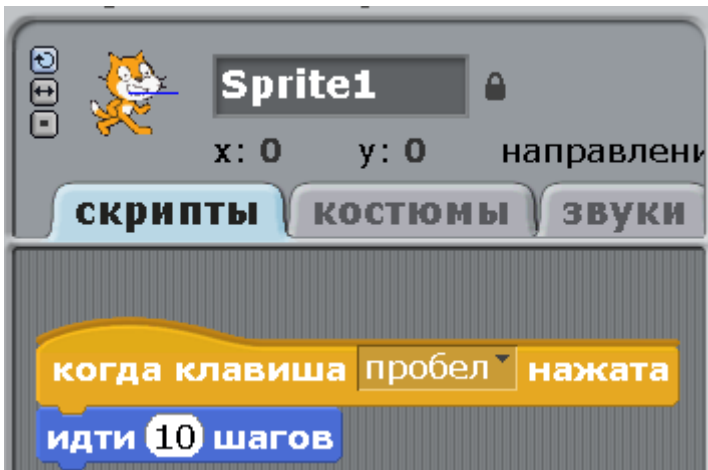 Sprite1
x: 0 y: 0 направлени
скрипты костюмы звуки
когда клавиша пробел нажата
идти 10 шагов